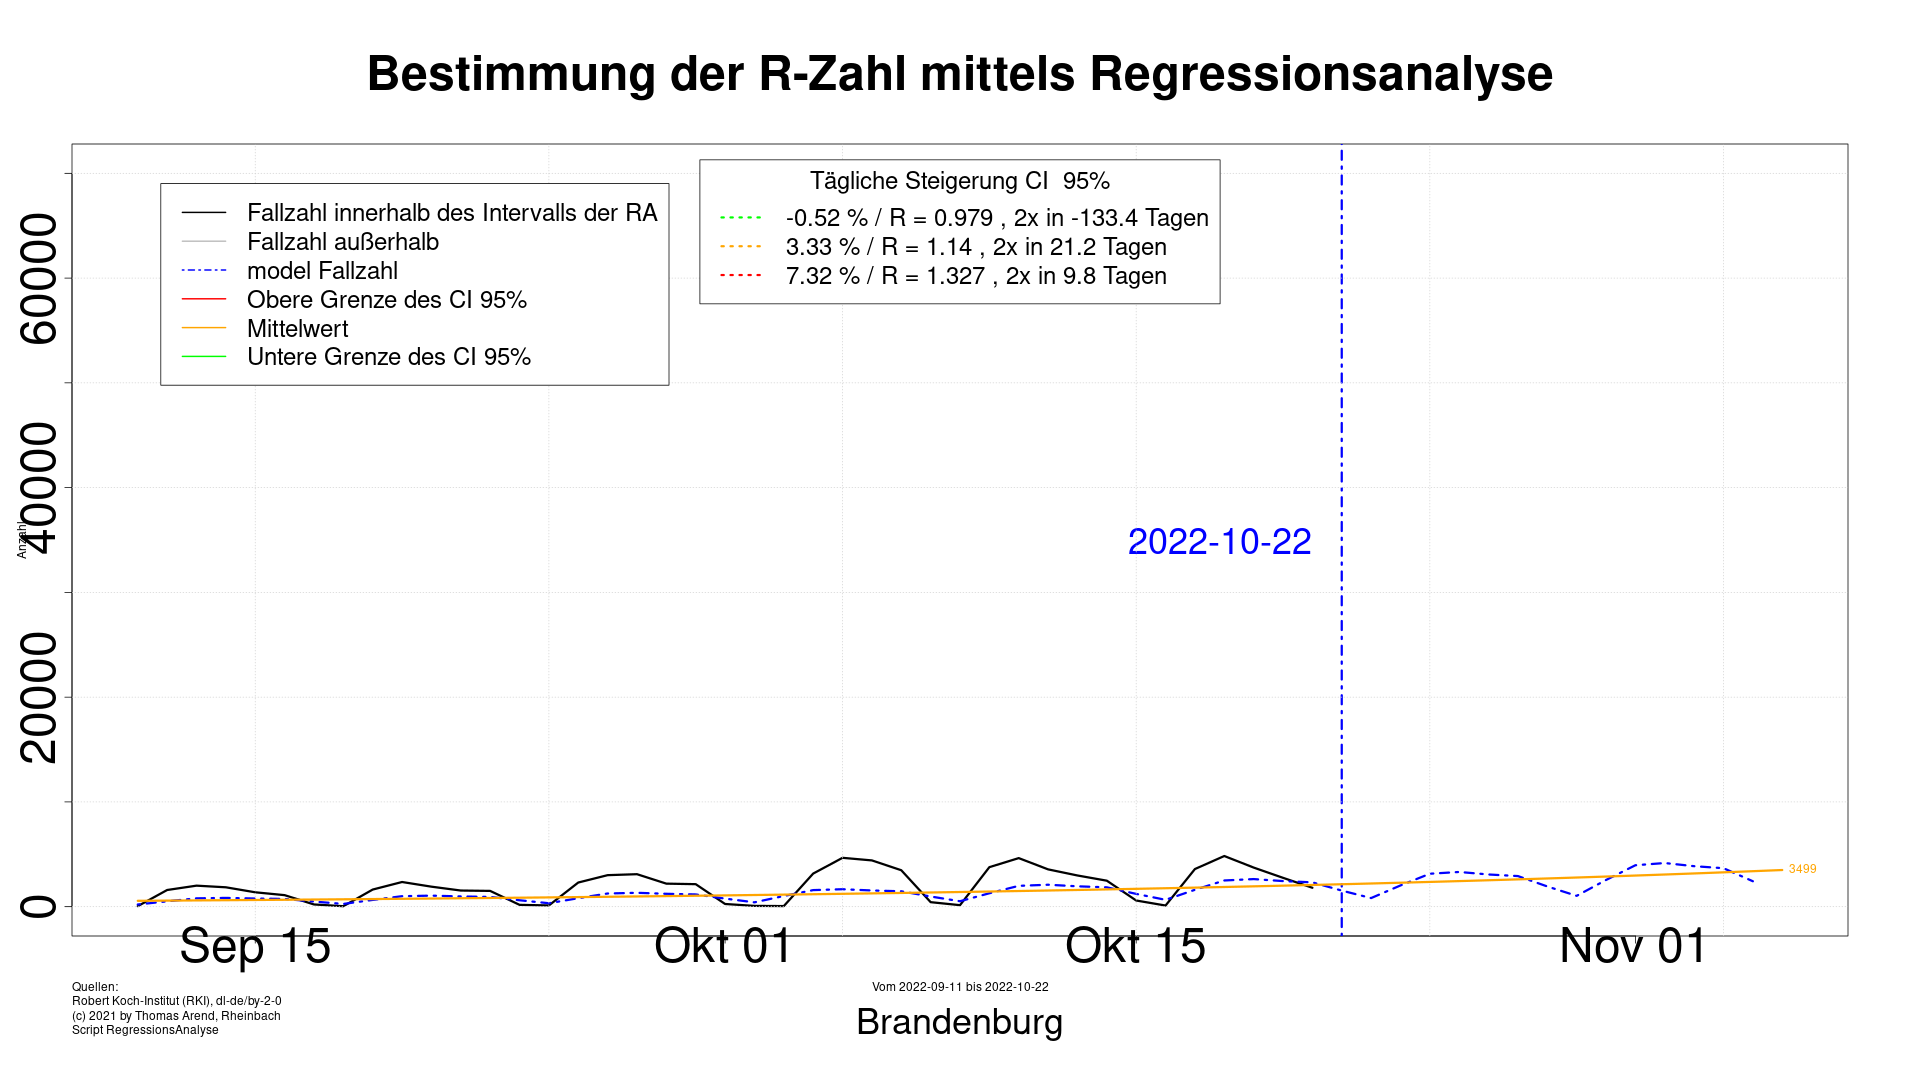 Bestimmung der R-Zahl mittels Regressionsanalyse
Fallzahl innerhalb des Intervalls der RA
Fallzahl außerhalb
model Fallzahl
Obere Grenze des CI 95%
Mittelwert
Untere Grenze des CI 95%
Tägliche Steigerung CI 95%
-0.52 % / R = 0.979 , 2x in -133.4 Tagen
3.33 % / R = 1.14 , 2x in 21.2 Tagen
7.32 % / R = 1.327 , 2x in 9.8 Tagen
60000
40000
20000
0
Anzahl
2022-10-22
3499
Sep 15
Okt 01
Okt 15
Nov 01
Quellen:
Robert Koch-Institut (RKI), dl-de/by-2-0
(c) 2021 by Thomas Arend, Rheinbach
Script RegressionsAnalyse
Vom 2022-09-11 bis 2022-10-22
Brandenburg